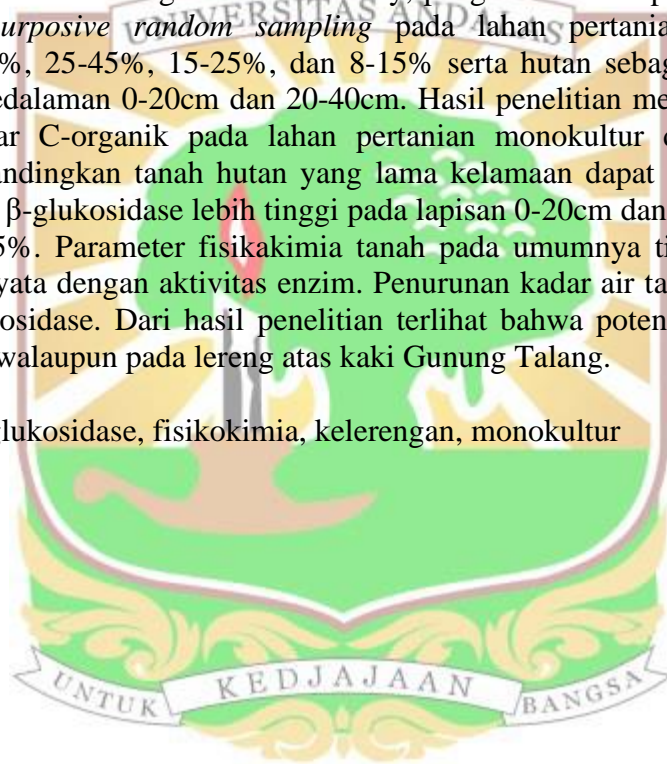 UNIVERSITAS ANDALAS
urposive random sampling pada lahan pertania
%, 25-45%, 15-25%, dan 8-15% serta hutan sebag
edalaman 0-20cm dan 20-40cm. Hasil penelitian me
ar C-organik pada lahan pertanian monokultur d
andingkan tanah hutan yang lama kelamaan dapat
β-glukosidase lebih tinggi pada lapisan 0-20cm dan
5%. Parameter fisikakimia tanah pada umumnya ti
yata dengan aktivitas enzim. Penurunan kadar air ta
osidase. Dari hasil penelitian terlihat bahwa poten
walaupun pada lereng atas kaki Gunung Talang.
glukosidase, fisikokimia, kelerengan, monokultur
UNTUK KEDJAJAAN BANGSA